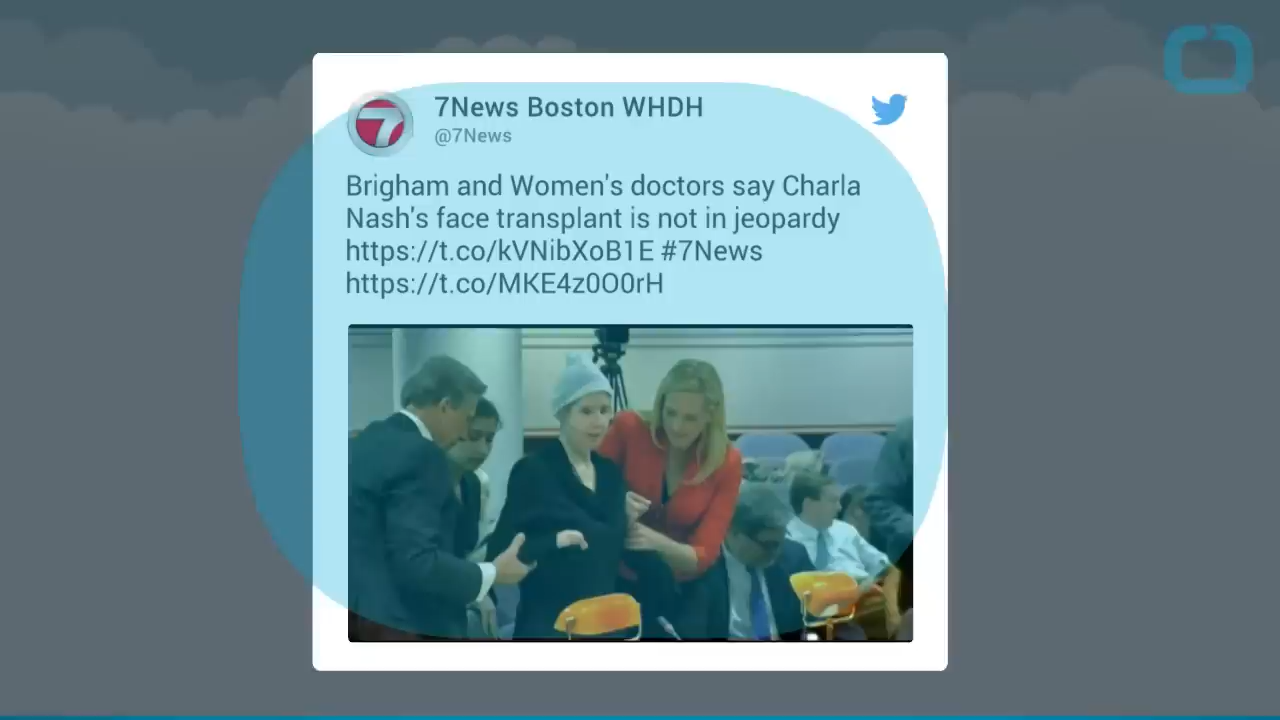 7News Boston WHDH
@7News
Brigham and Women's doctors say Charla
Nash's face transplant is not in jeopardy
https://t.co/kVNibXoB1E #7News
https://t.co/MKE4z0O0rH